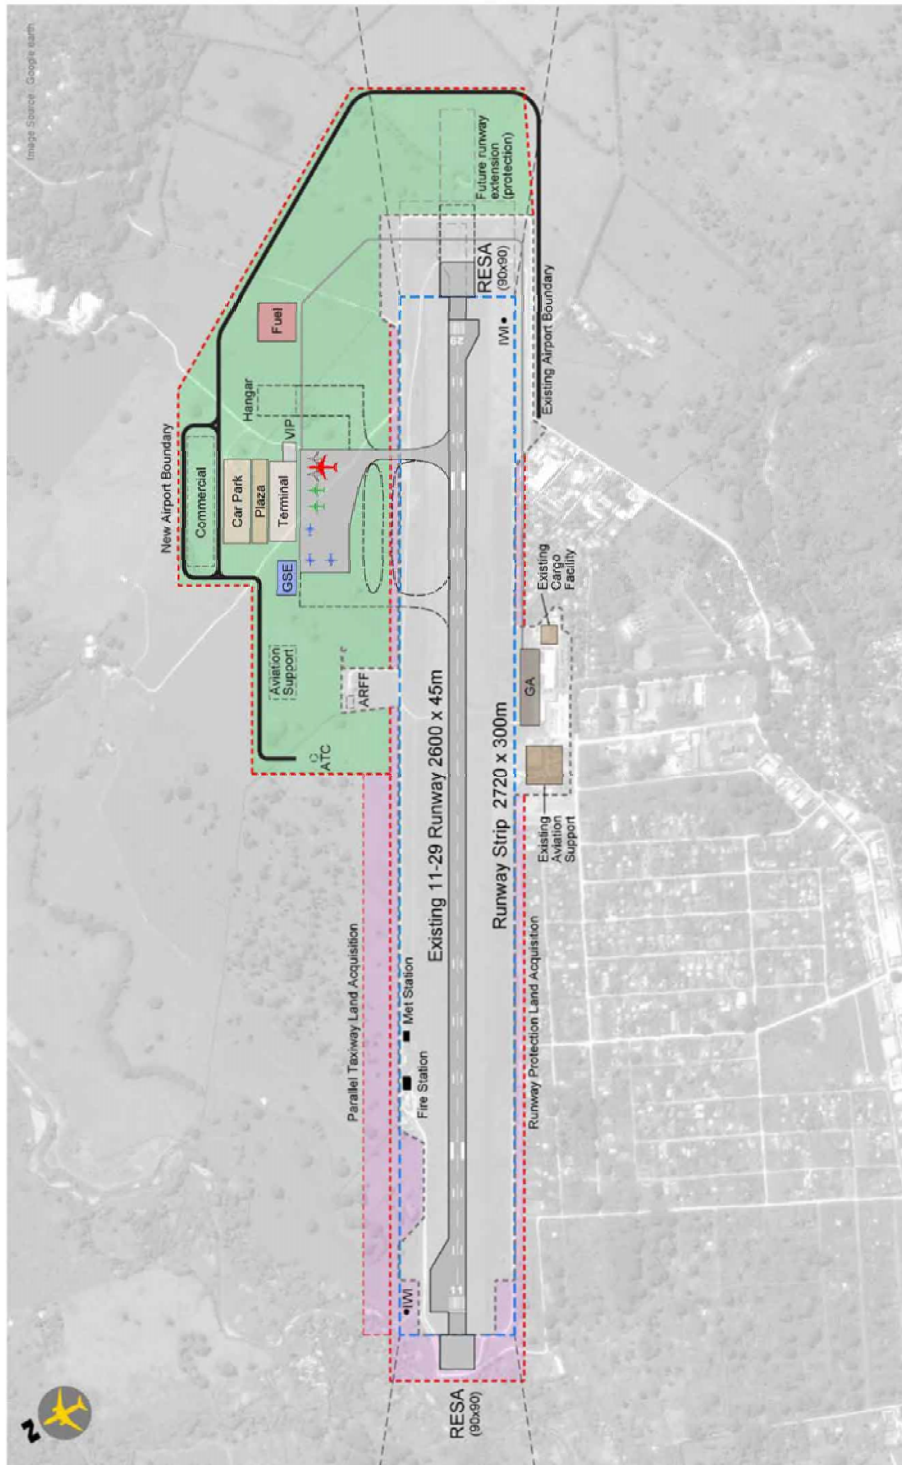 Image Source : Google earth
Future runway
extension
(protection)
RESA
(90x90)
IWI
29
Existing Airport Boundary
Fuel
Hangar
VIP
New Airport Boundary
Commercial
Car Park
Plaza
Terminal
GSE
Existing
Cargo
Facility
Aviation
Support
ARFF
GA
ATC
Existing 11-29 Runway 2600 x 45m
Runway Strip 2720 x 300m
Existing
Aviation
Support
Parallel Taxiway Land Acquisition
Met Station
Fire Station
Runway Protection Land Acquisition
IWI
11
RESA
(90x90)
N